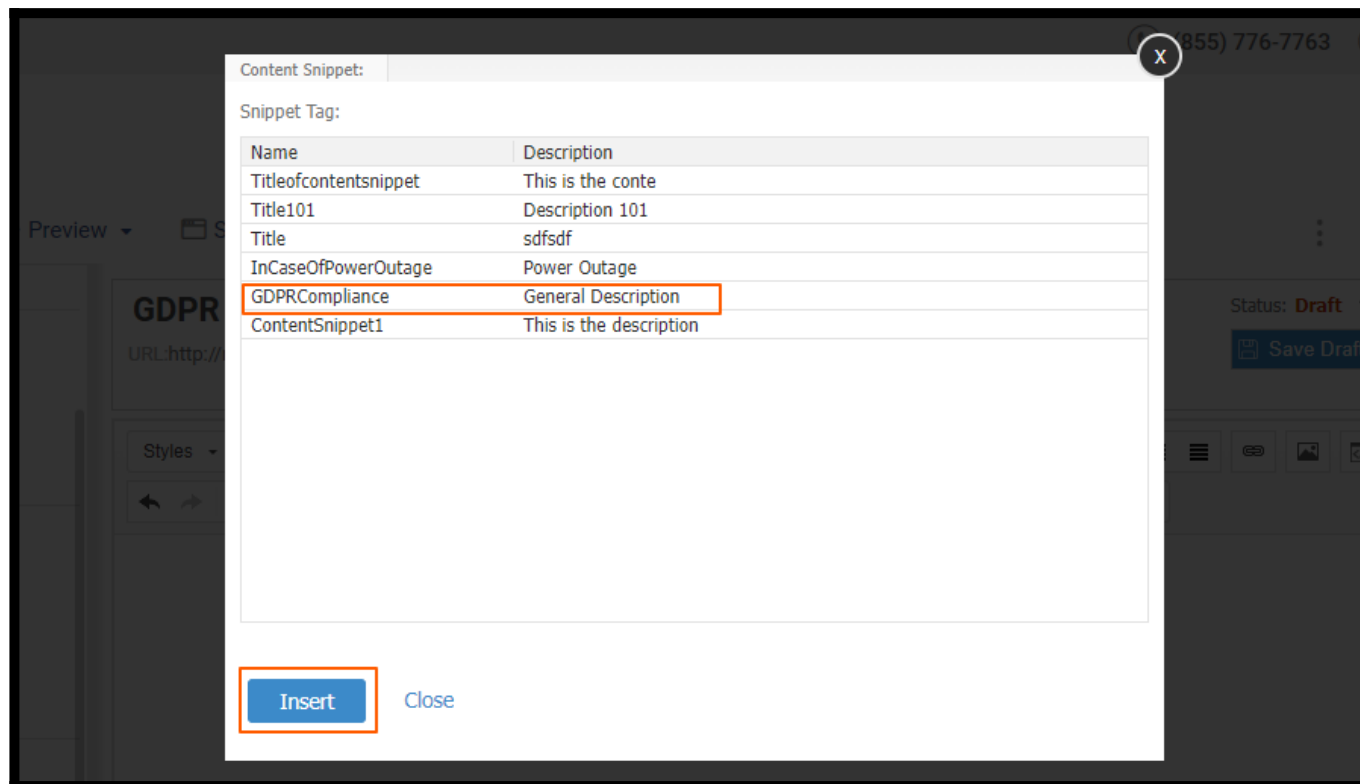 (855) 776-7763
X
Content Snippet:
Snippet Tag:
Name Description
Titleofcontentsnippet This is the conte
Title101 Description 101
Title sdfsdf
InCaseOfPowerOutage Power Outage
GDPRCompliance General Description
ContentSnippet1 This is the description
Preview
GDPR
URL:http://
Status: Draft
Save Draf
Styles
Insert Close